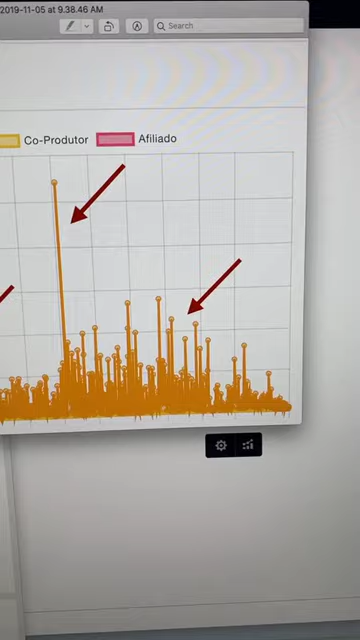 2019-11-05 at 9.38.46 AM
Search
Co-Produtor
Afiliado